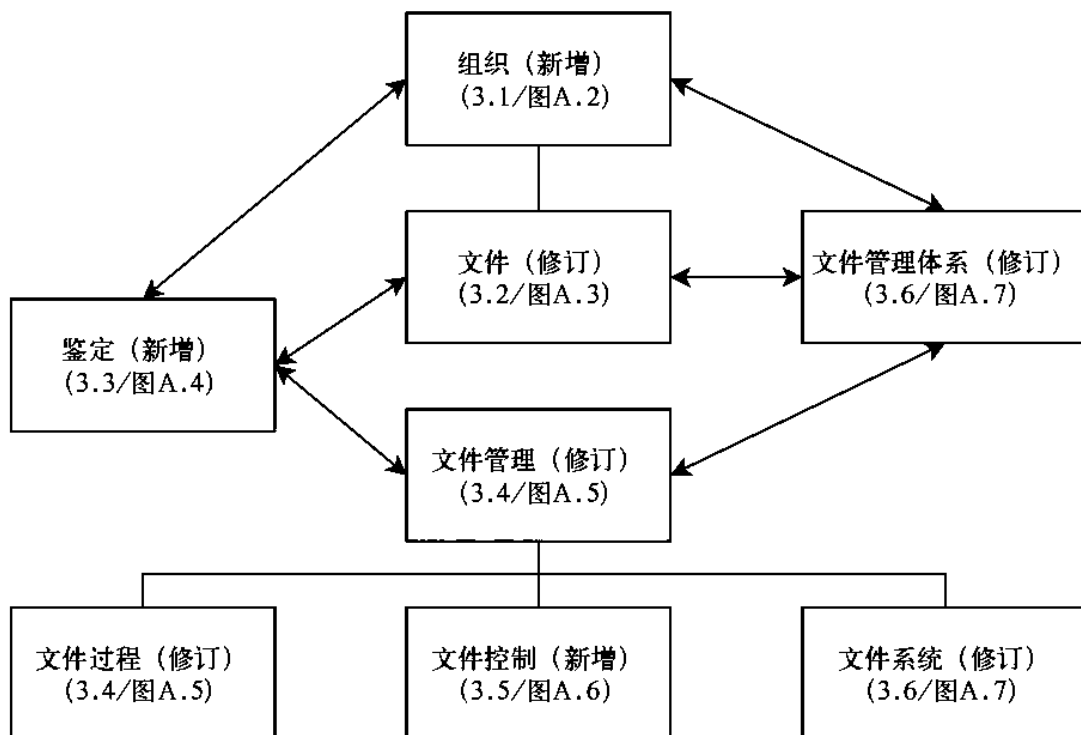 组织（新增）
(3.1/图A.2)
文件（修订）
(3.2/图A.3)
文件管理体系（修订）
(3.6/图A.7)
鉴定（新增）
(3.3/图A.4)
文件管理（修订）
(3.4/图A.5)
文件过程（修订）
(3.4/图A.5)
文件控制（新增）
(3.5/图A.6)
文件系统（修订）
(3.6/图A.7)